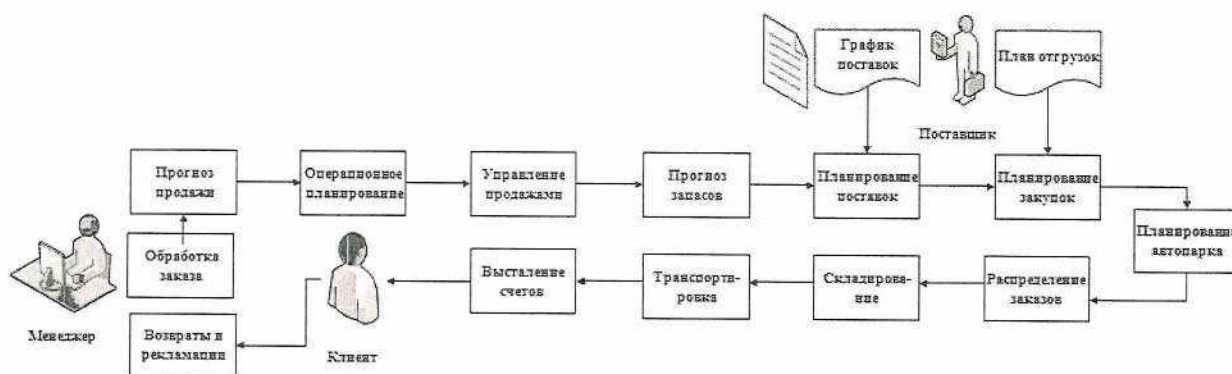 График
поставок
План отгрузок
Поставщик
Прогноз
продажи
Операционное
планирование
Управление
продажами
Прогноз
запасов
Планирование
поставок
Планирование
закупок
Планирование
автопарка
Обработка
заказа
Высталение
счетов
Транспорти-
ровка
Складирова-
ние
Распределение
заказов
Менеджер
Возвраты и
рекламации
Клиент